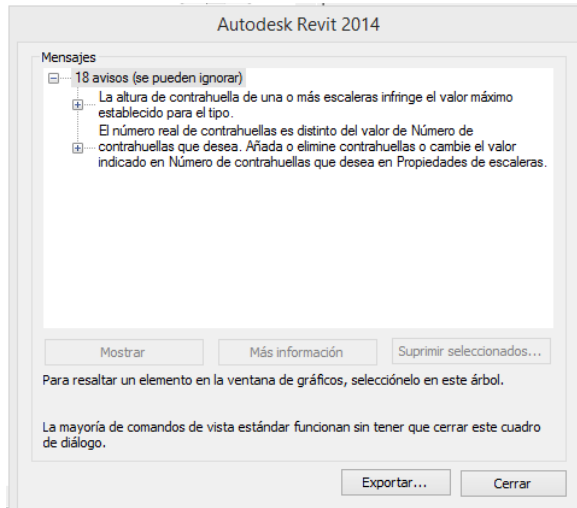 Autodesk Revit 2014
Mensajes
18 avisos (se pueden ignorar)
La altura de contrahuella de una o más escaleras infringe el valor máximo
establecido para el tipo.
El número real de contrahuellas es distinto del valor de Número de
contrahuellas que desea. Añada o elimine contrahuellas o cambie el valor
indicado en Número de contrahuellas que desea en Propiedades de escaleras.
Mostrar
Más información
Suprimir seleccionados...
Para resaltar un elemento en la ventana de gráficos, selecciónelo en este árbol.
La mayoría de comandos de vista estándar funcionan sin tener que cerrar este cuadro
de diálogo.
Exportar...
Cerrar